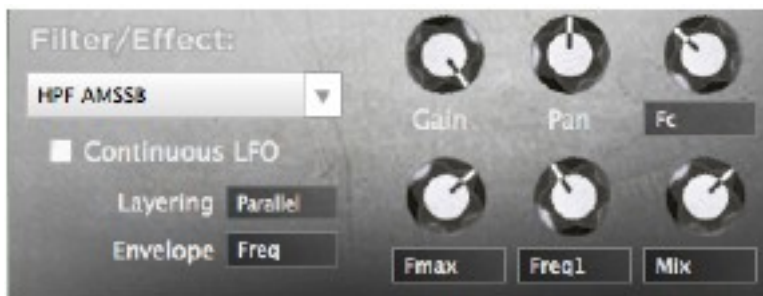 Filter/Effect:
HPF AMSSB
Continuous LFO
Layering Parallel
Envelope Freq
Gain Pan Fc
Fmax Freq1 Mix